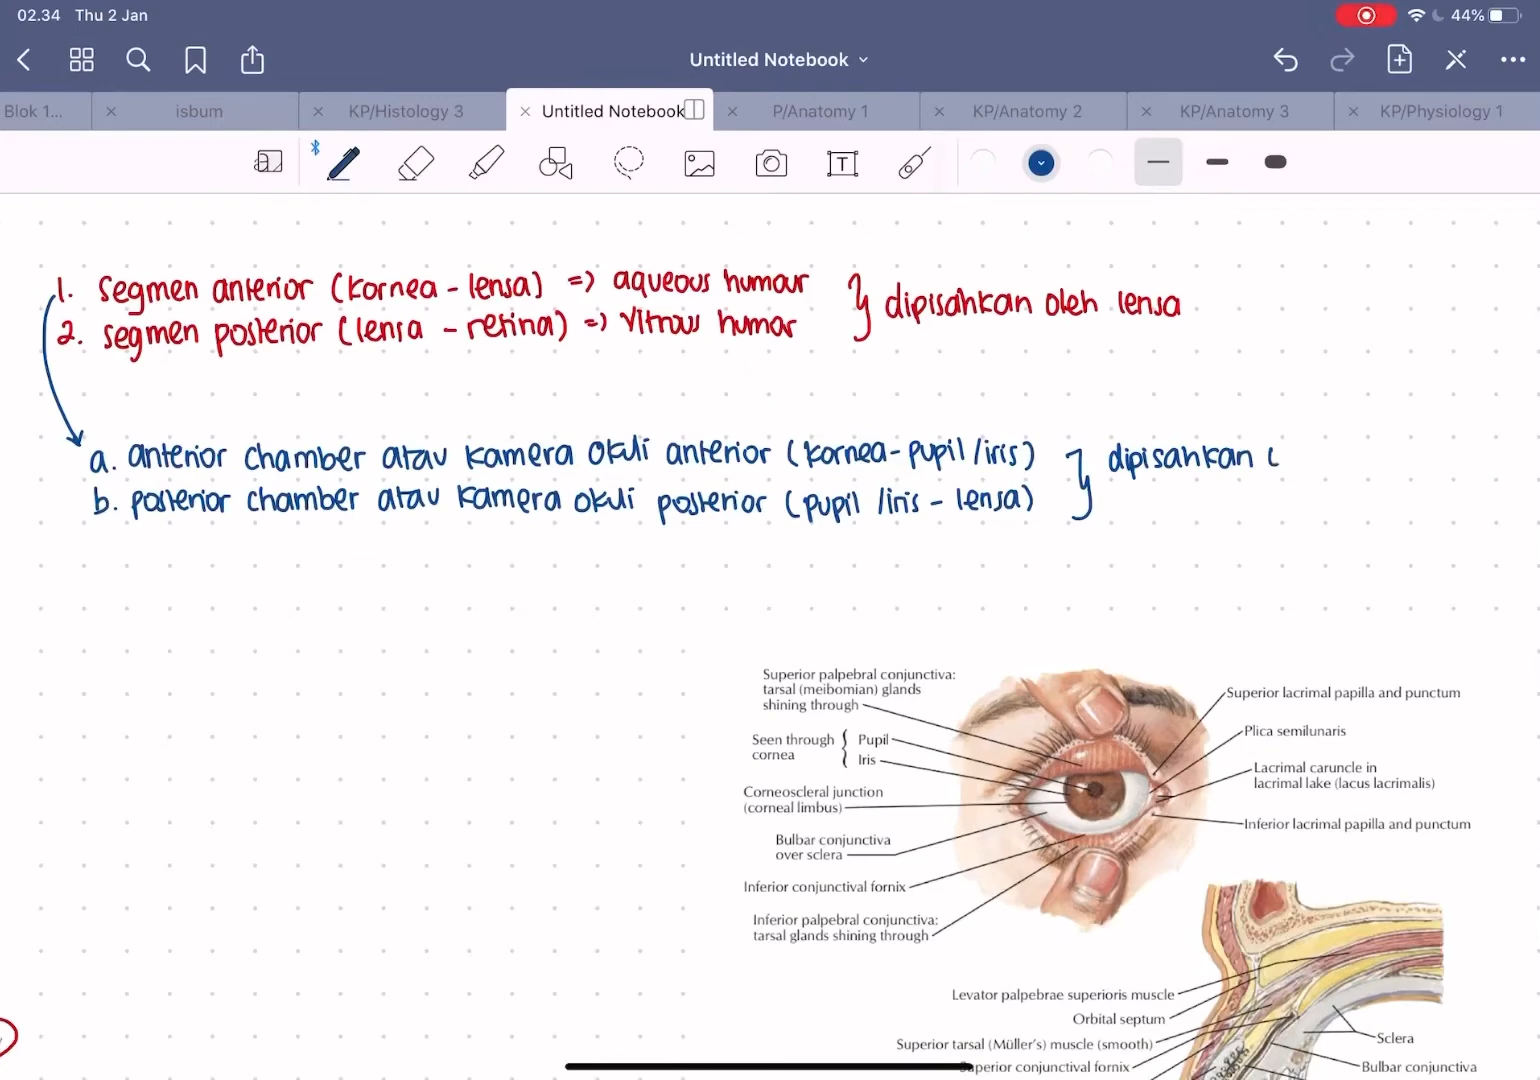 02.34 Thu 2 Jan
44%
Untitled Notebook
Blok 1...
isbum
KP/Histology 3
Untitled Notebook
P/Anatomy 1
KP/Anatomy 2
KP/Anatomy 3
KP/Physiology 1
1. segmen anterior (kornea - lensa) => aqueous humour
2. segmen posterior (lensa - retina) => vitrous humor
} dipisahkan oleh lensa
a. anterior chamber atau kamera okuli anterior (kornea - pupil/iris)
b. posterior chamber atau kamera okuli posterior (pupil/iris - lensa)
} dipisahkan
Superior palpebral conjunctiva:
tarsal (meibomian) glands
shining through
Seen through
cornea
Pupil
Iris
Corneoscleral junction
(corneal limbus)
Bulbar conjunctiva
over sclera
Inferior conjunctival fornix
Inferior palpebral conjunctiva:
tarsal glands shining through
Superior lacrimal papilla and punctum
Plica semilunaris
Lacrimal caruncle in
lacrimal lake (lacus lacrimalis)
Inferior lacrimal papilla and punctum
Levator palpebrae superioris muscle
Orbital septum
Superior tarsal (Müller's) muscle (smooth)
Superior conjunctival fornix
Sclera
Bulbar conjunctiva